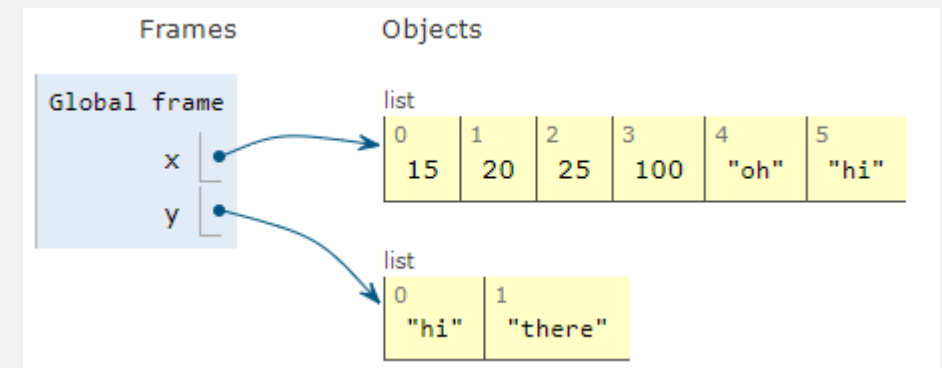 Frames Objects
Global frame
list
0 1 2 3 4 5
x
15 20 25 100 "oh" "hi"
y
list
0 1
"hi" "there"